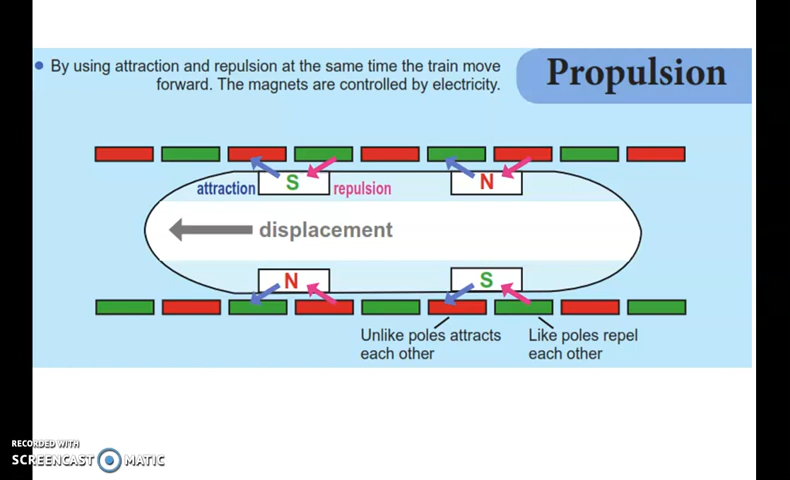 By using attraction and repulsion at the same time the train move
forward. The magnets are controlled by electricity.
Propulsion
attraction
S
repulsion
N
displacement
N
S
Unlike poles attracts
each other
Like poles repel
each other
RECORDED WITH
SCREENCAST MATIC